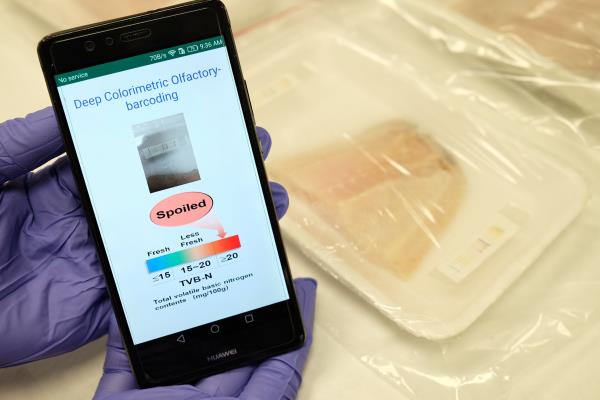 No service 70B/s 9:36 AM
Deep Colorimetric Olfactory-
barcoding
Spoiled
Less
Fresh Fresh
≤15 15–20 ≥20
TVB-N
Total volatile basic nitrogen
contents (mg/100g)
HUAWEI